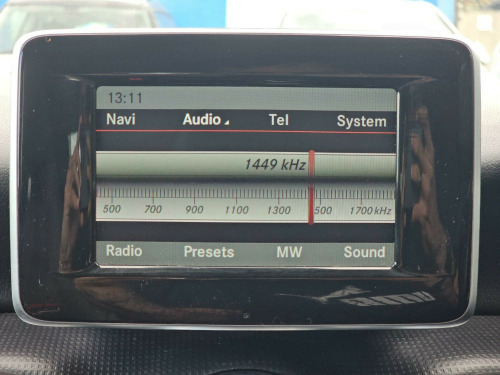 13:11
Navi Audio Tel System
1449 kHz
500 700 900 1100 1300 500 1700 kHz
Radio Presets MW Sound